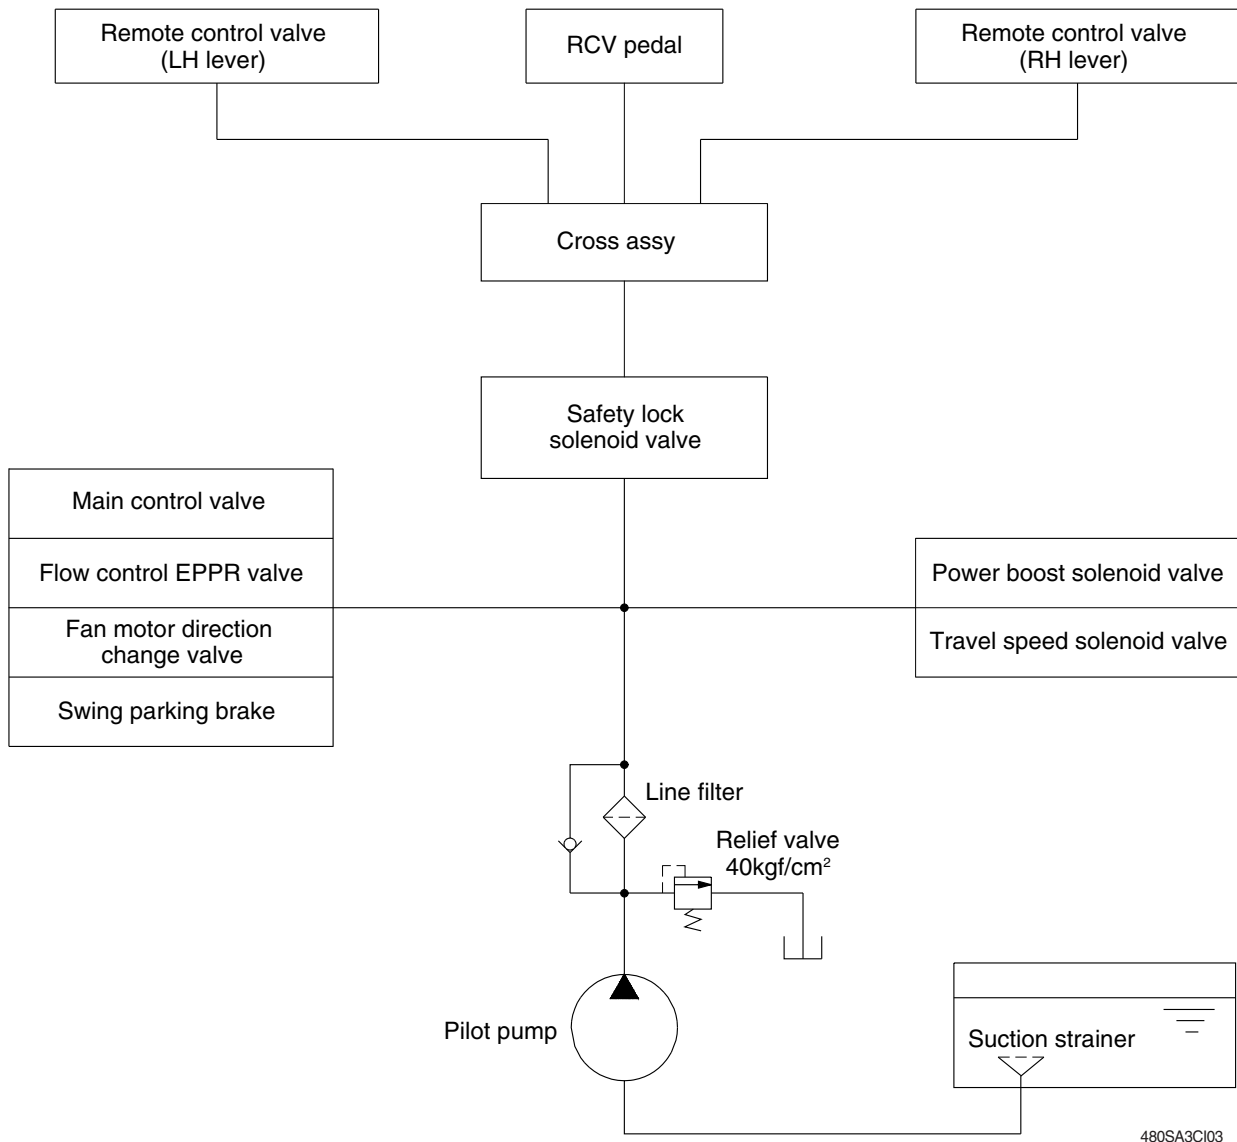 Remote control valve
(LH lever)
RCV pedal
Remote control valve
(RH lever)
Cross assy
Safety lock
solenoid valve
Main control valve
Flow control EPPR valve
Fan motor direction
change valve
Swing parking brake
Power boost solenoid valve
Travel speed solenoid valve
Line filter
Relief valve
40kgf/cm²
Pilot pump
Suction strainer
480SA3CI03